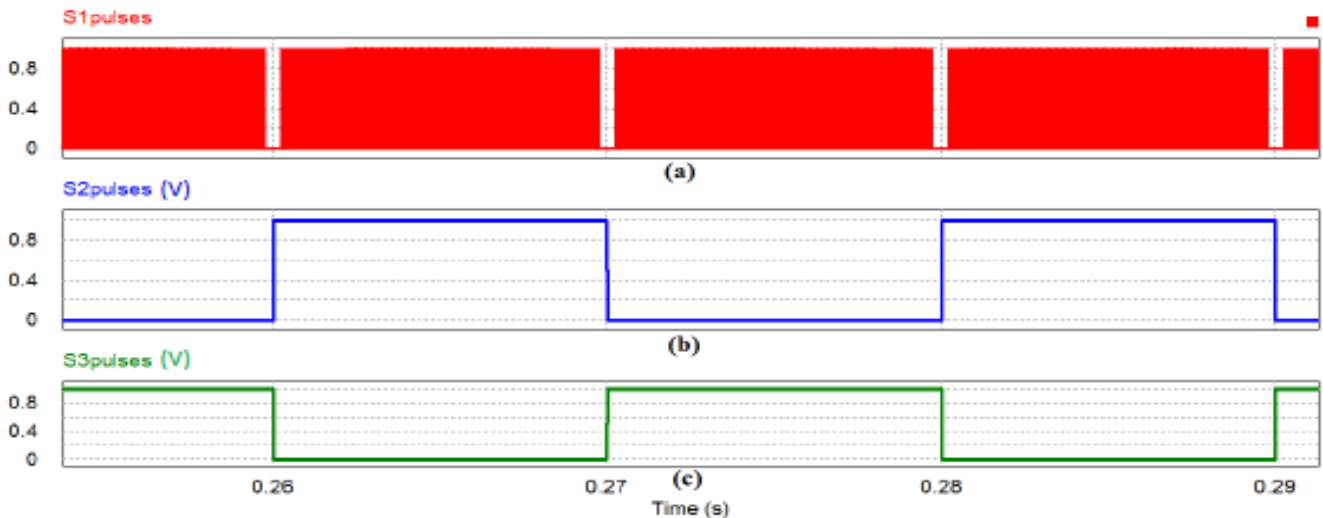 S1pulses
0.8
0.4
0
(a)
S2pulses (V)
0.8
0.4
0
(b)
S3pulses (V)
0.8
0.4
0
(c)
0.26 0.27 0.28 0.29
Time (s)